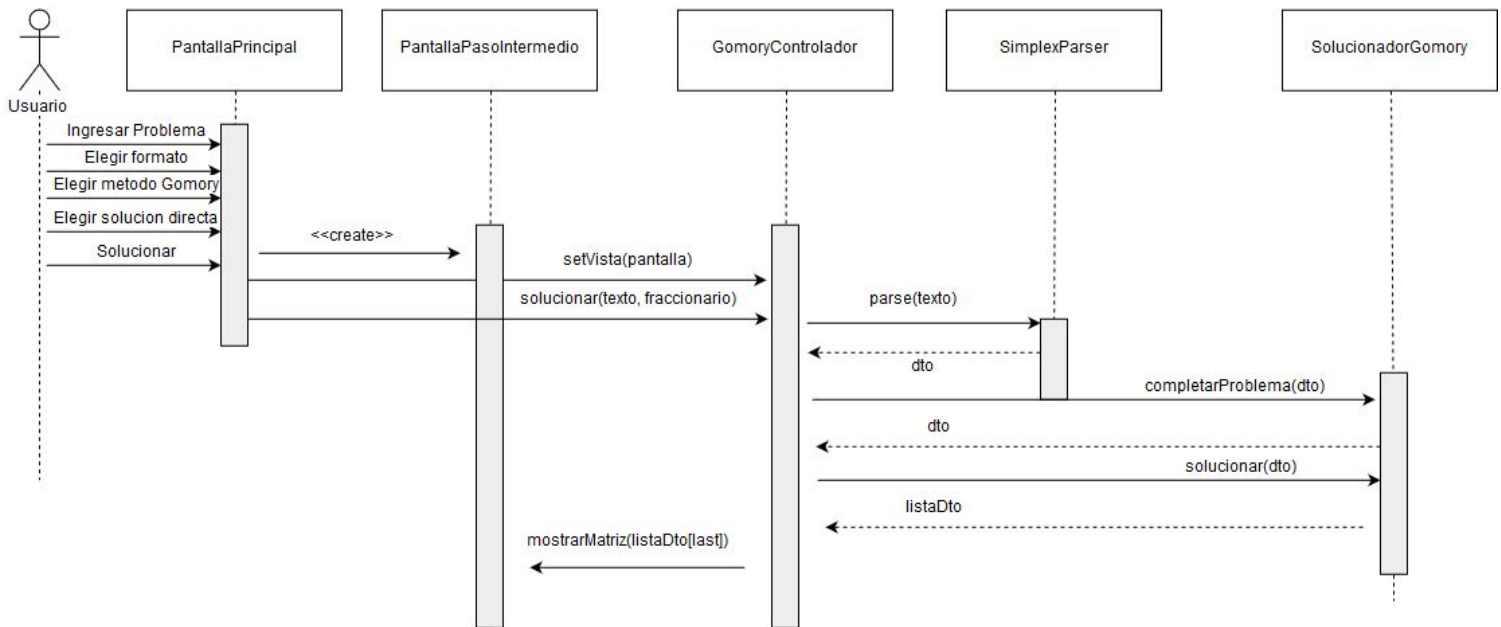 PantallaPrincipal
PantallaPasoIntermedio
GomoryControlador
SimplexParser
SolucionadorGomory
Usuario
Ingresar Problema
Elegir formato
Elegir metodo Gomory
Elegir solucion directa
<<create>>
Solucionar
setVista(pantalla)
solucionar(texto, fraccionario)
parse(texto)
dto
completarProblema(dto)
dto
solucionar(dto)
listaDto
mostrarMatriz(listaDto[last])